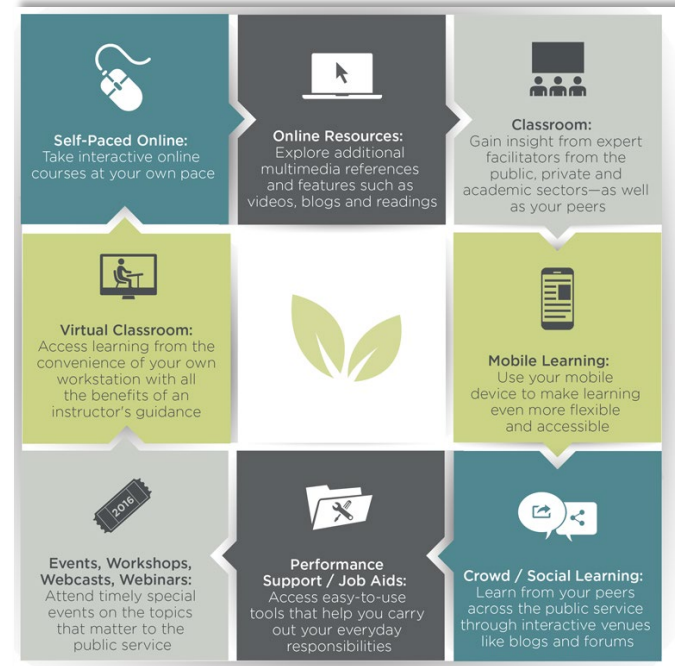 Self-Paced Online:
Take interactive online
courses at your own pace
Online Resources:
Explore additional
multimedia references
and features such as
videos, blogs and readings
Classroom:
Gain insight from expert
facilitators from the
public, private and
academic sectors—as well
as your peers
Virtual Classroom:
Access learning from the
convenience of your own
workstation with all
the benefits of an
instructor's guidance
Mobile Learning:
Use your mobile
device to make learning
even more flexible
and accessible
2016
Events, Workshops,
Webcasts, Webinars:
Attend timely special
events on the topics
that matter to the
public service
Performance
Support / Job Aids:
Access easy-to-use
tools that help you carry
out your everyday
responsibilities
Crowd / Social Learning:
Learn from your peers
across the public service
through interactive venues
like blogs and forums